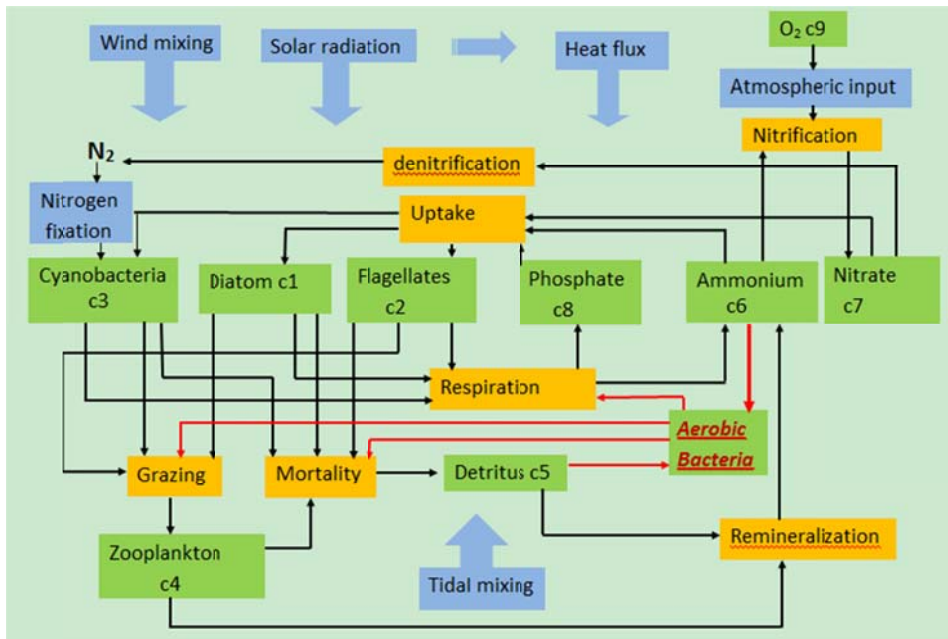 Wind mixing
Solar radiation
Heat flux
O₂ c9
Atmospheric input
Nitrification
N₂
denitrification
Nitrogen
fixation
Uptake
Cyanobacteria
c3
Diatom c1
Flagellates
c2
Phosphate
c8
Ammonium
c6
Nitrate
c7
Respiration
Aerobic
Bacteria
Grazing
Mortality
Detritus c5
Remineralization
Zooplankton
c4
Tidal mixing